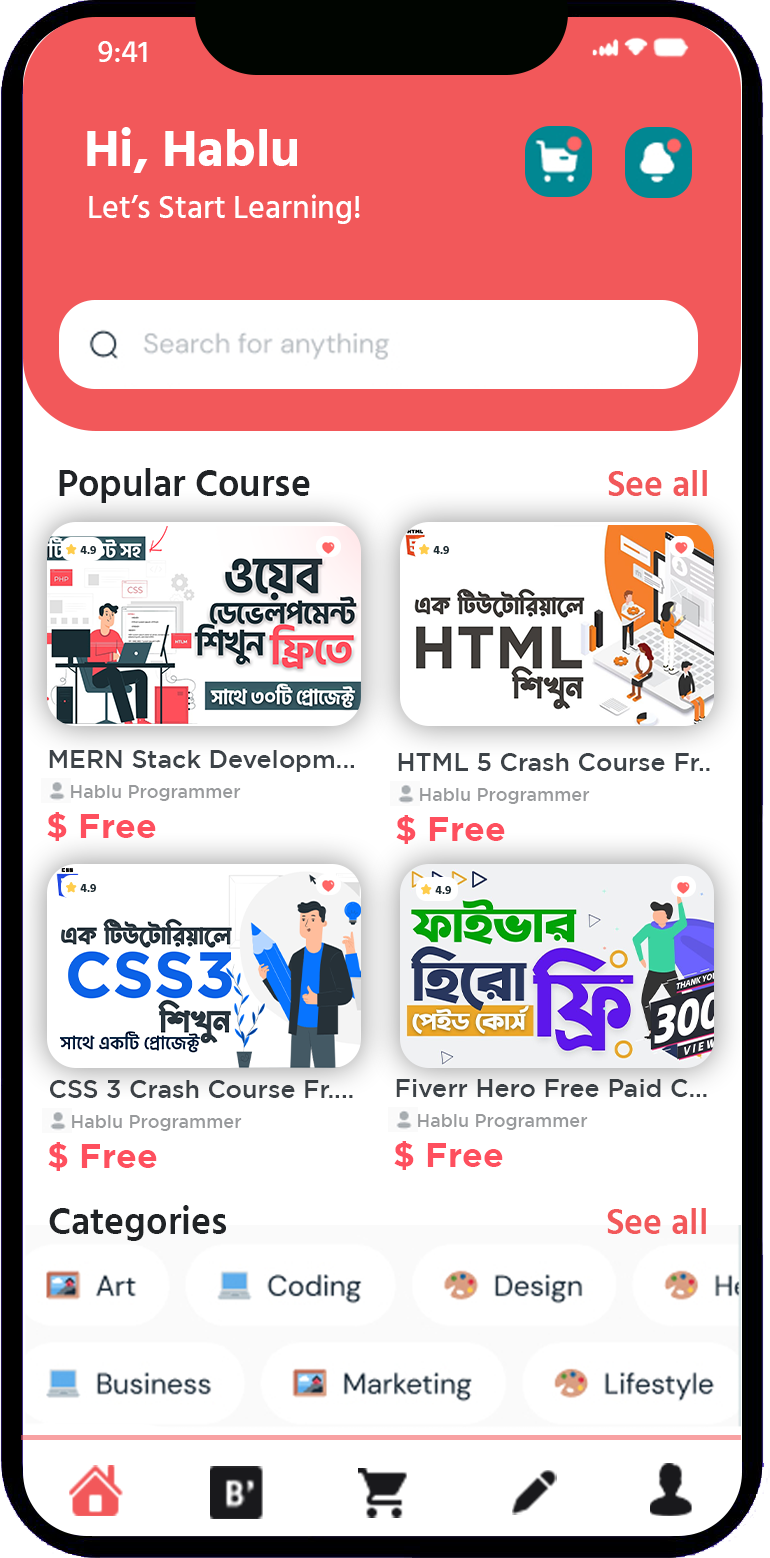 9:41
Hi, Hablu
Let's Start Learning!
Search for anything
Popular Course
See all
4.9
PHP
CSS
HTML
ওয়েব
ডেভেলপমেন্ট
শিখুন ফ্রিতে
সাথে ৩০টি প্রোজেক্ট
HTML
4.9
এক টিউটোরিয়ালে
HTML
শিখুন
MERN Stack Developm...
Hablu Programmer
$ Free
HTML 5 Crash Course Fr..
Hablu Programmer
$ Free
CSS
4.9
এক টিউটোরিয়ালে
CSS3
শিখুন
সাথে একটি প্রোজেক্ট
4.9
ফাইভার
হিরো ফ্রি
পেইড কোর্স
THANK YOU
300
VIEW
CSS 3 Crash Course Fr....
Hablu Programmer
$ Free
Fiverr Hero Free Paid C...
Hablu Programmer
$ Free
Categories
See all
Art
Coding
Design
He
Business
Marketing
Lifestyle
B'